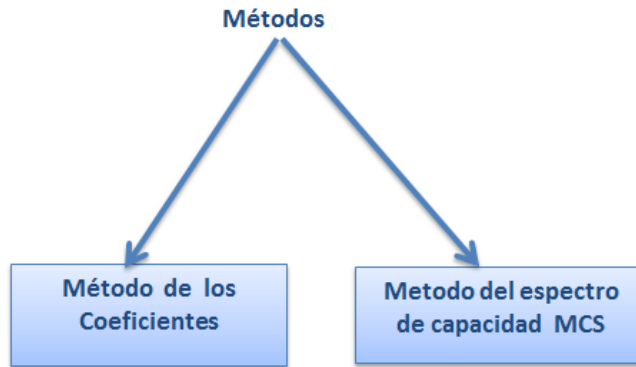 Métodos
Método de los
Coeficientes
Metodo del espectro
de capacidad MCS